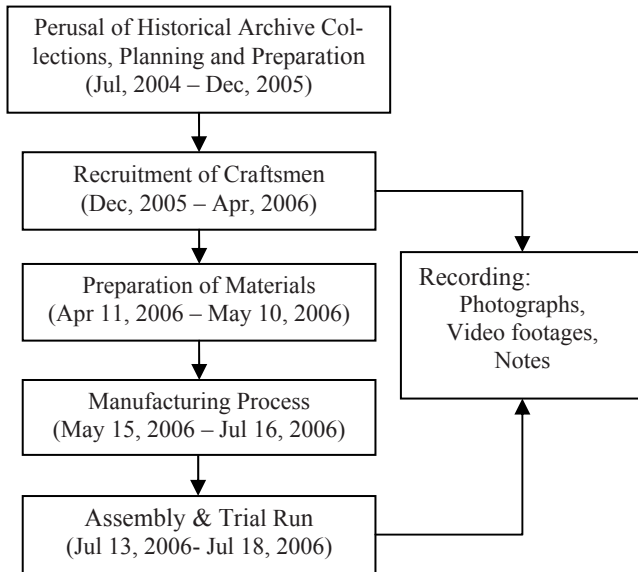 Perusal of Historical Archive Col-
lections, Planning and Preparation
(Jul, 2004 – Dec, 2005)
Recruitment of Craftsmen
(Dec, 2005 – Apr, 2006)
Preparation of Materials
(Apr 11, 2006 – May 10, 2006)
Manufacturing Process
(May 15, 2006 – Jul 16, 2006)
Assembly & Trial Run
(Jul 13, 2006- Jul 18, 2006)
Recording:
Photographs,
Video footages,
Notes